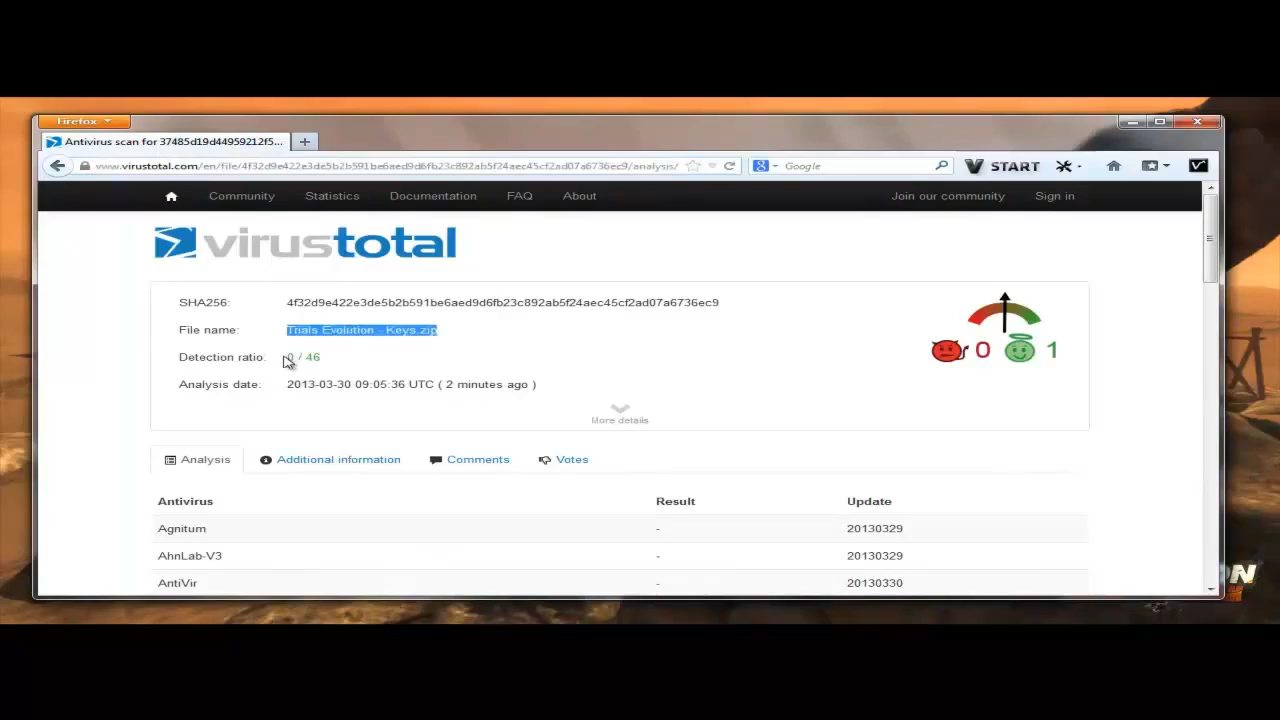 Firefox
Antivirus scan for 37485d19d44959212f5...
www.virustotal.com/en/file/4f32d9e422e3de5b2b591be6aed9d6fb23c892ab5f24aec45cf2ad07a6736ec9/analysis/
Google
START
Community Statistics Documentation FAQ About Join our community Sign in
virustotal
SHA256: 4f32d9e422e3de5b2b591be6aed9d6fb23c892ab5f24aec45cf2ad07a6736ec9
File name: Trials Evolution - Keys.zip
Detection ratio: 0 / 46
0 1
Analysis date: 2013-03-30 09:05:36 UTC ( 2 minutes ago )
More details
Analysis Additional information Comments Votes
Antivirus Result Update
Agnitum - 20130329
AhnLab-V3 - 20130329
AntiVir - 20130330